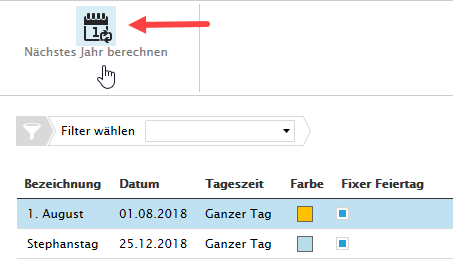 1
Nächstes Jahr berechnen
Filter wählen
Bezeichnung Datum Tageszeit Farbe Fixer Feiertag
1. August 01.08.2018 Ganzer Tag
Stephanstag 25.12.2018 Ganzer Tag